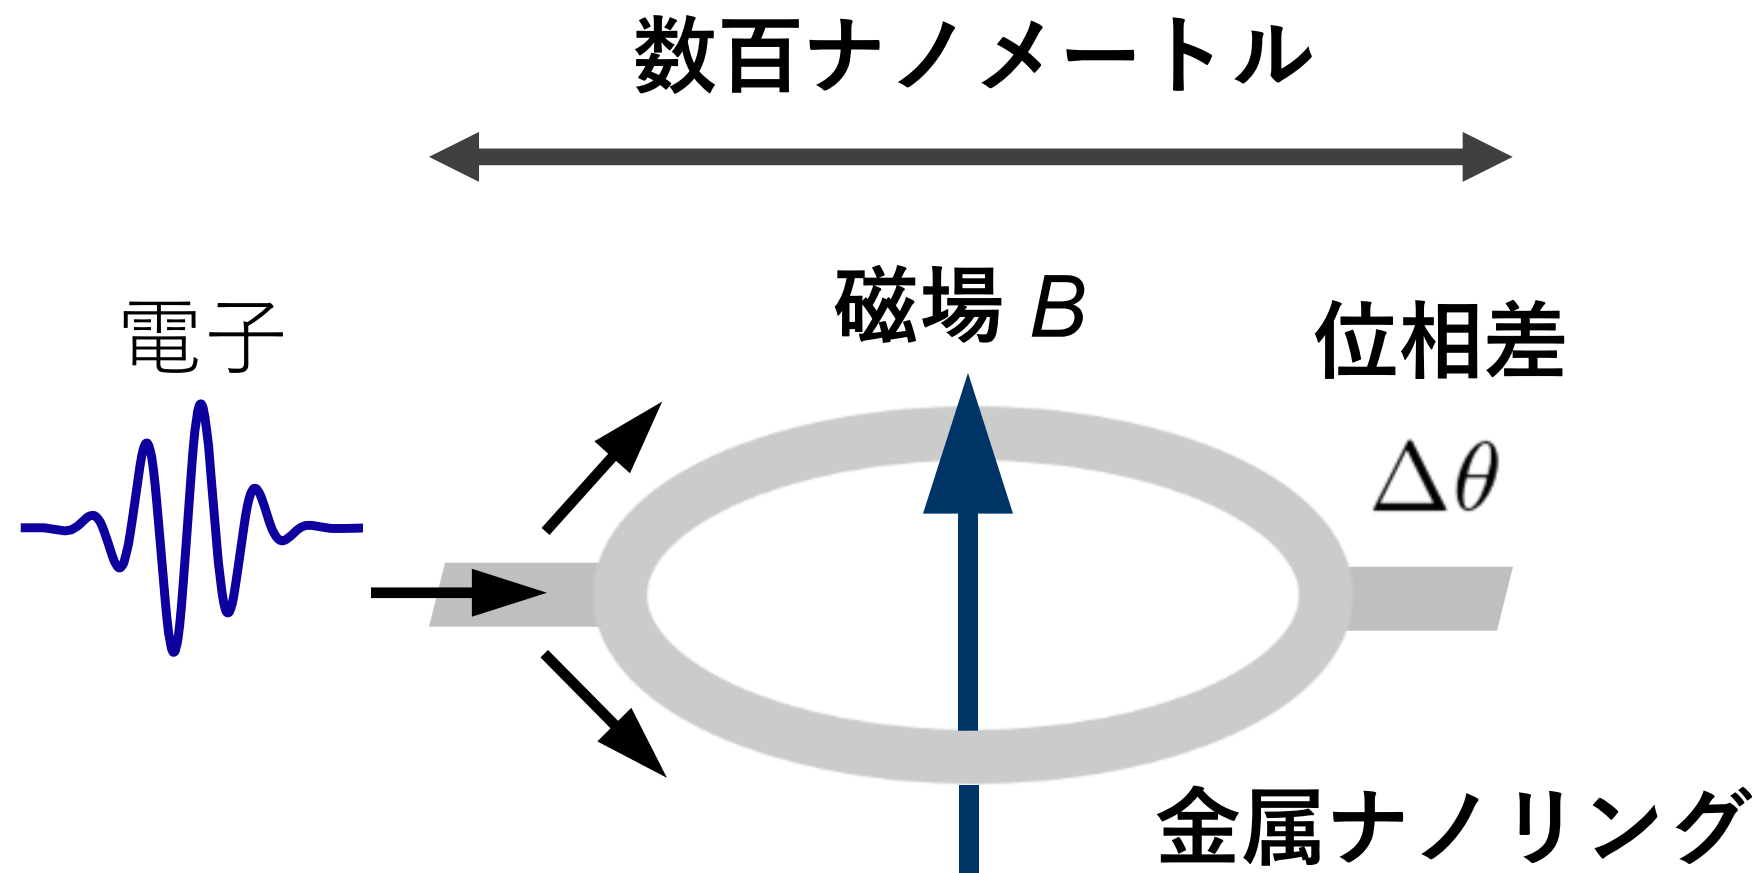 数百ナノメートル
磁場 B
電子
位相差
Δθ
金属ナノリング